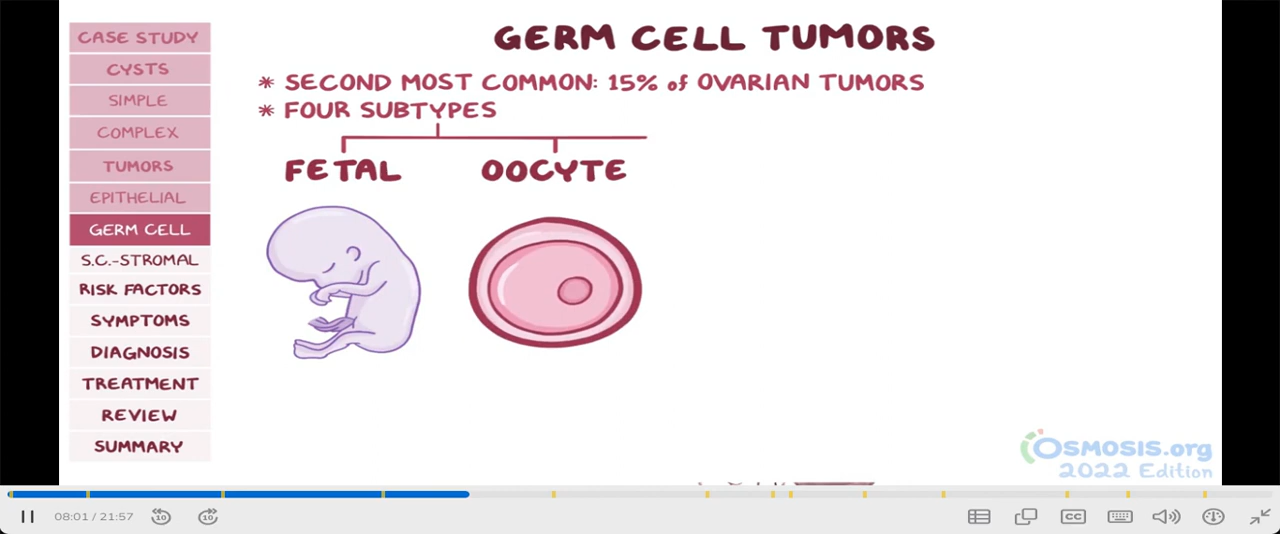 CASE STUDY
CYSTS
SIMPLE
COMPLEX
TUMORS
EPITHELIAL
GERM CELL
S.C.-STROMAL
RISK FACTORS
SYMPTOMS
DIAGNOSIS
TREATMENT
REVIEW
SUMMARY
GERM CELL TUMORS
* SECOND MOST COMMON: 15% of OVARIAN TUMORS
* FOUR SUBTYPES
FETAL OOCYTE
OSMOSIS.org
2022 Edition
08:01 / 21:57
10
10
CC